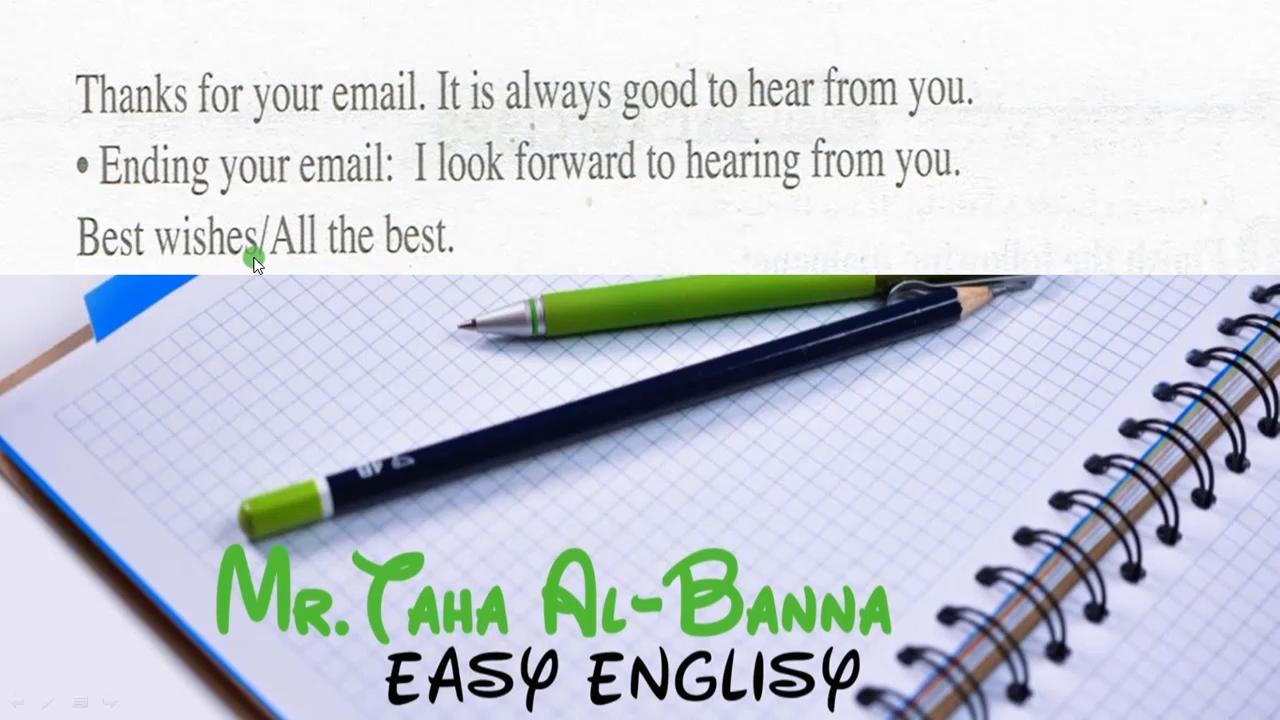 Thanks for your email. It is always good to hear from you.
• Ending your email: I look forward to hearing from you.
Best wishes/All the best.
MR.TAHA AL-BANNA
EASY ENGLISY